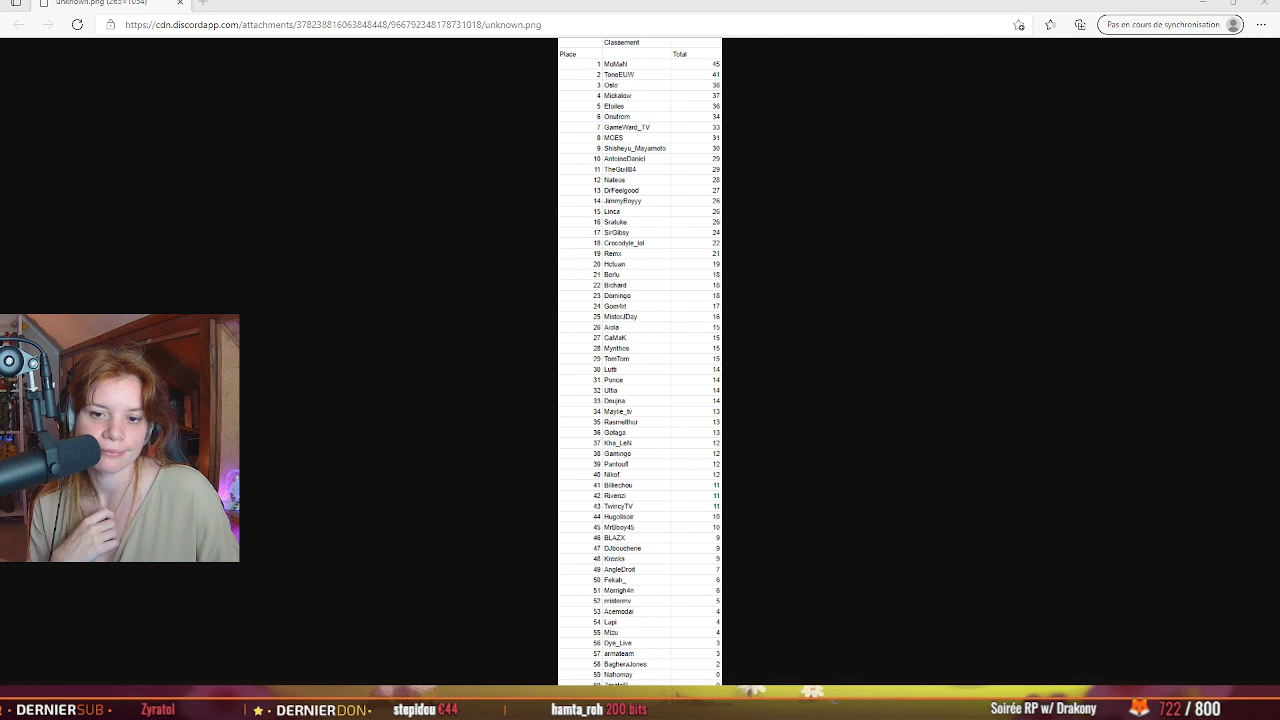 unknown.png (263×1054)
https://cdn.discordapp.com/attachments/378238816063848448/966792348178731018/unknown.png
Pas en cours de synchronisation
Classement
Place Total
1 MoMaN 45
2 ToneEUW 41
3 Oslo 38
4 Mickalow 37
5 Etoiles 36
6 Onutrem 34
7 GameWard_TV 33
8 MCES 31
9 Shisheyu_Mayamoto 30
10 AntoineDaniel 29
11 TheGuill84 29
12 Nateos 28
13 DrFeelgood 27
14 JimmyBoyyy 26
15 Linca 26
16 Sratuke 26
17 SirGibsy 24
18 Crocodyle_lol 22
19 Remx 21
20 Hctuan 19
21 Berlu 18
22 Bichard 18
23 Domingo 18
24 Gom4rt 17
25 MisterJDay 16
26 Aiola 15
27 CaMaK 15
28 Mynthos 15
29 TomTom 15
30 Lutti 14
31 Ponce 14
32 Ultia 14
33 Deujna 14
34 Maylie_tv 13
35 Rasmelthor 13
36 Gotaga 13
37 Kha_LaN 12
38 Gamingo 12
39 Pantoufl 12
40 Nikof 12
41 Billiechou 11
42 Rivenzi 11
43 TwincyTV 11
44 Hugolisoir 10
45 MrBboy45 10
46 BLAZX 9
47 DJboucherie 9
48 Kreeks 9
49 AngleDroit 7
50 Fekah_ 6
51 Morrigh4n 6
52 mistermv 5
53 Acemodai 4
54 Lapi 4
55 Mizu 4
56 Dye_Live 3
57 armateam 3
58 BagheraJones 2
59 Nahomay 0
• DERNIERSUB • Zyratol • DERNIERDON • stepidou €44 hamta_roh 200 bits Soirée RP w/ Drakony 722 / 800